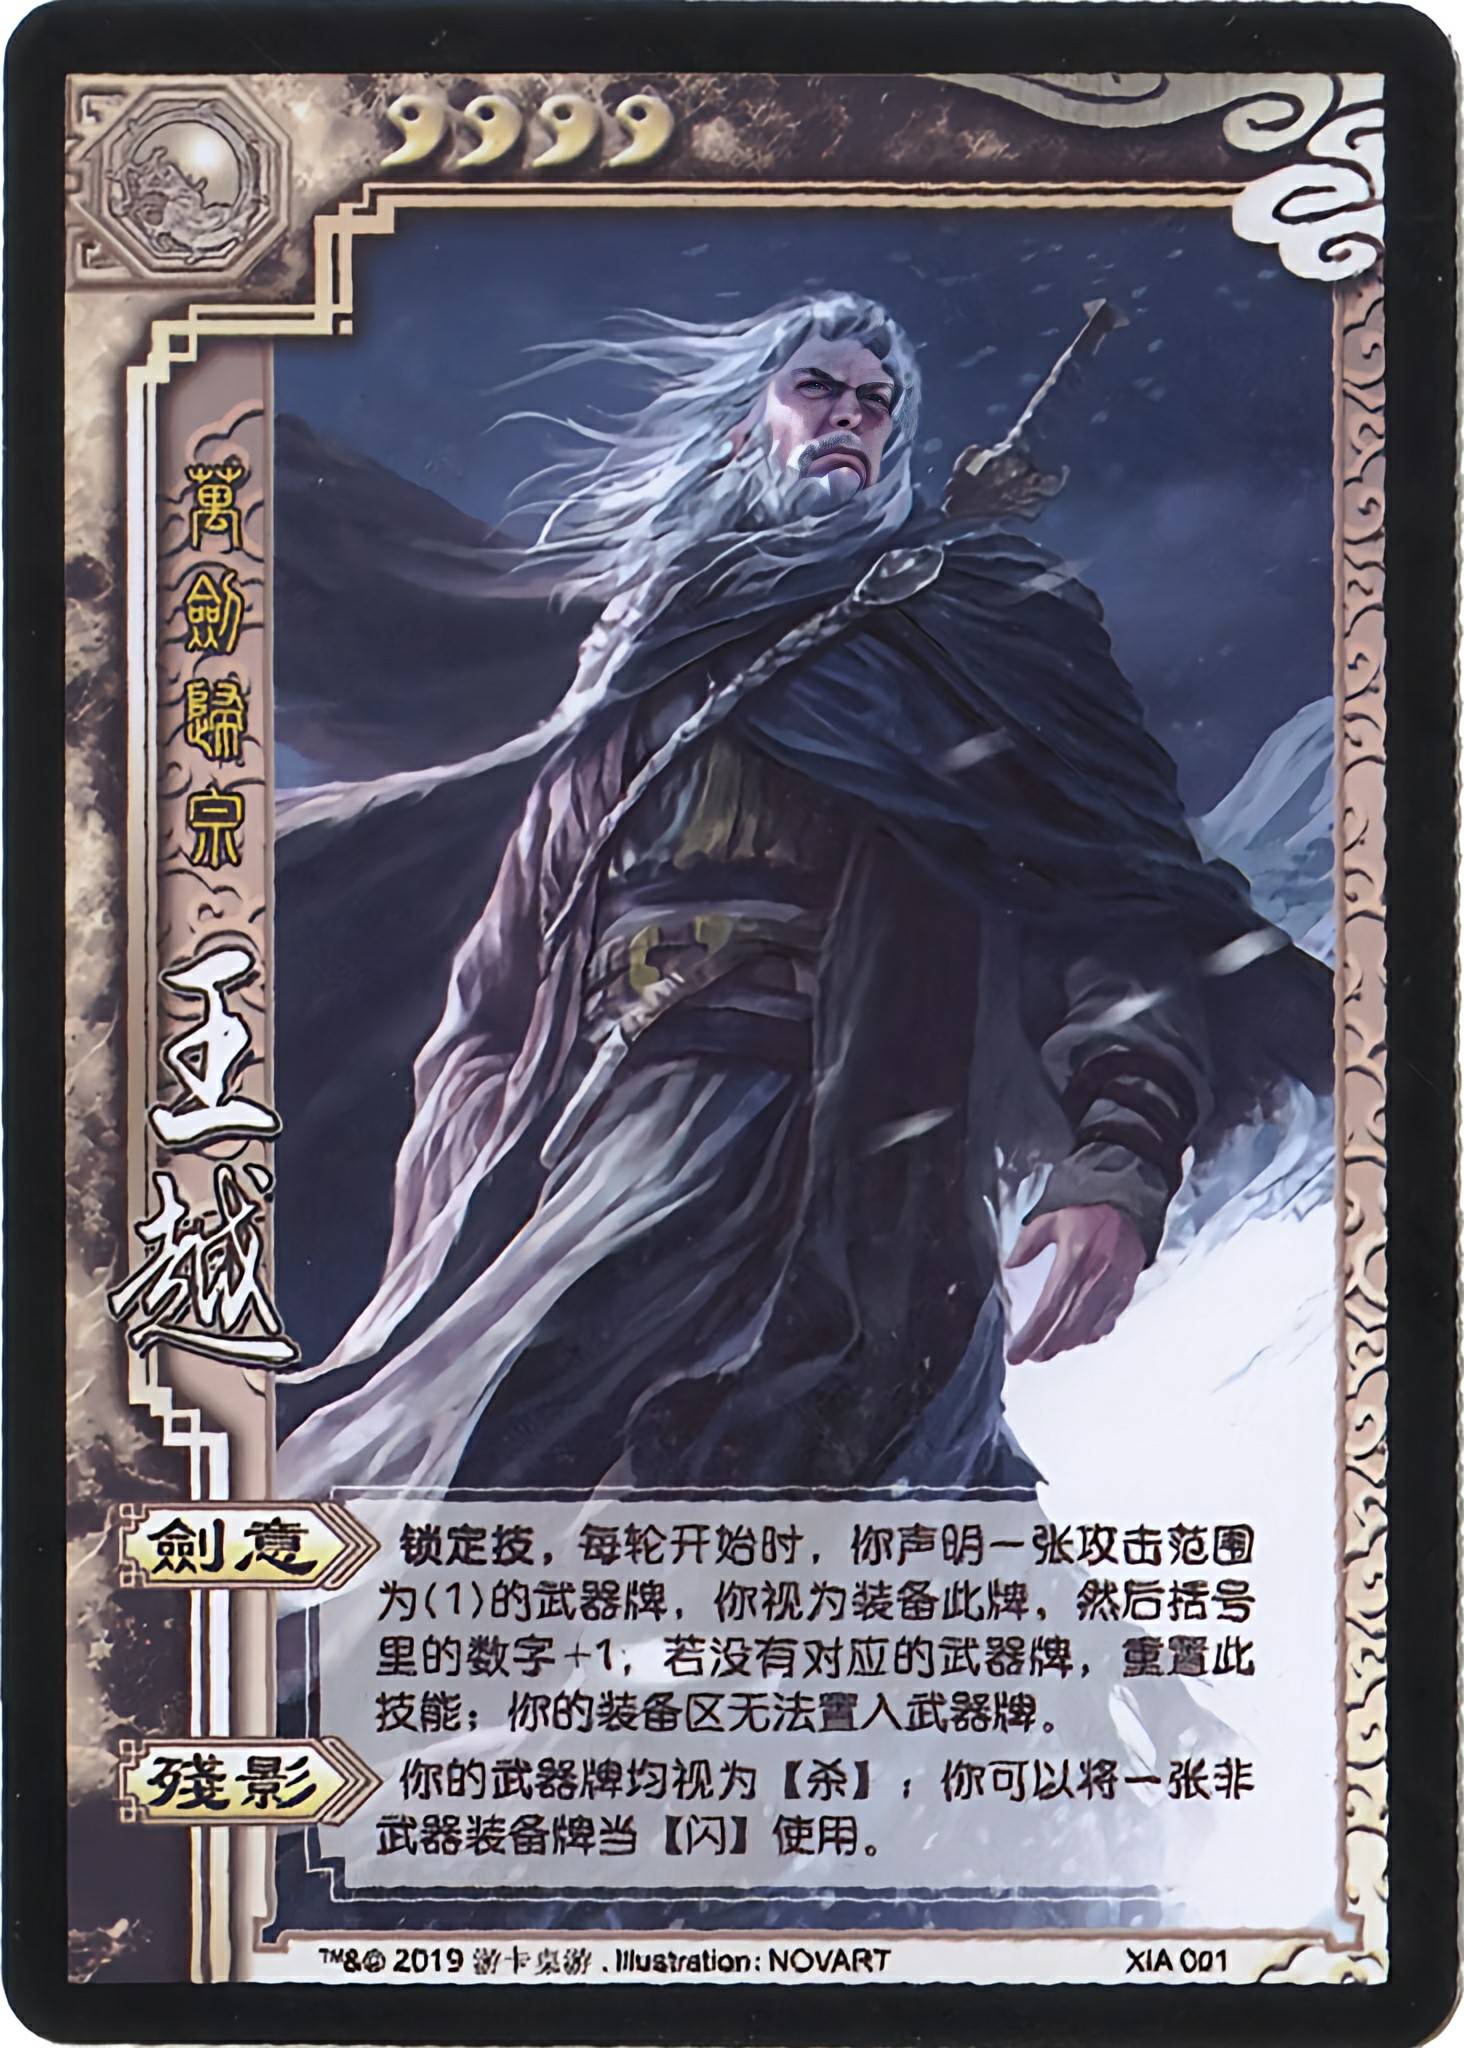 萬劍歸宗
王越
劍意
锁定技，每轮开始时，你声明一张攻击范围
为(1)的武器牌，你视为装备此牌，然后括号
里的数字+1；若没有对应的武器牌，重置此
技能；你的装备区无法置入武器牌。
殘影
你的武器牌均视为【杀】；你可以将一张非
武器装备牌当【闪】使用。
™&© 2019 游卡桌游 . Illustration: NOVART
XIA 001